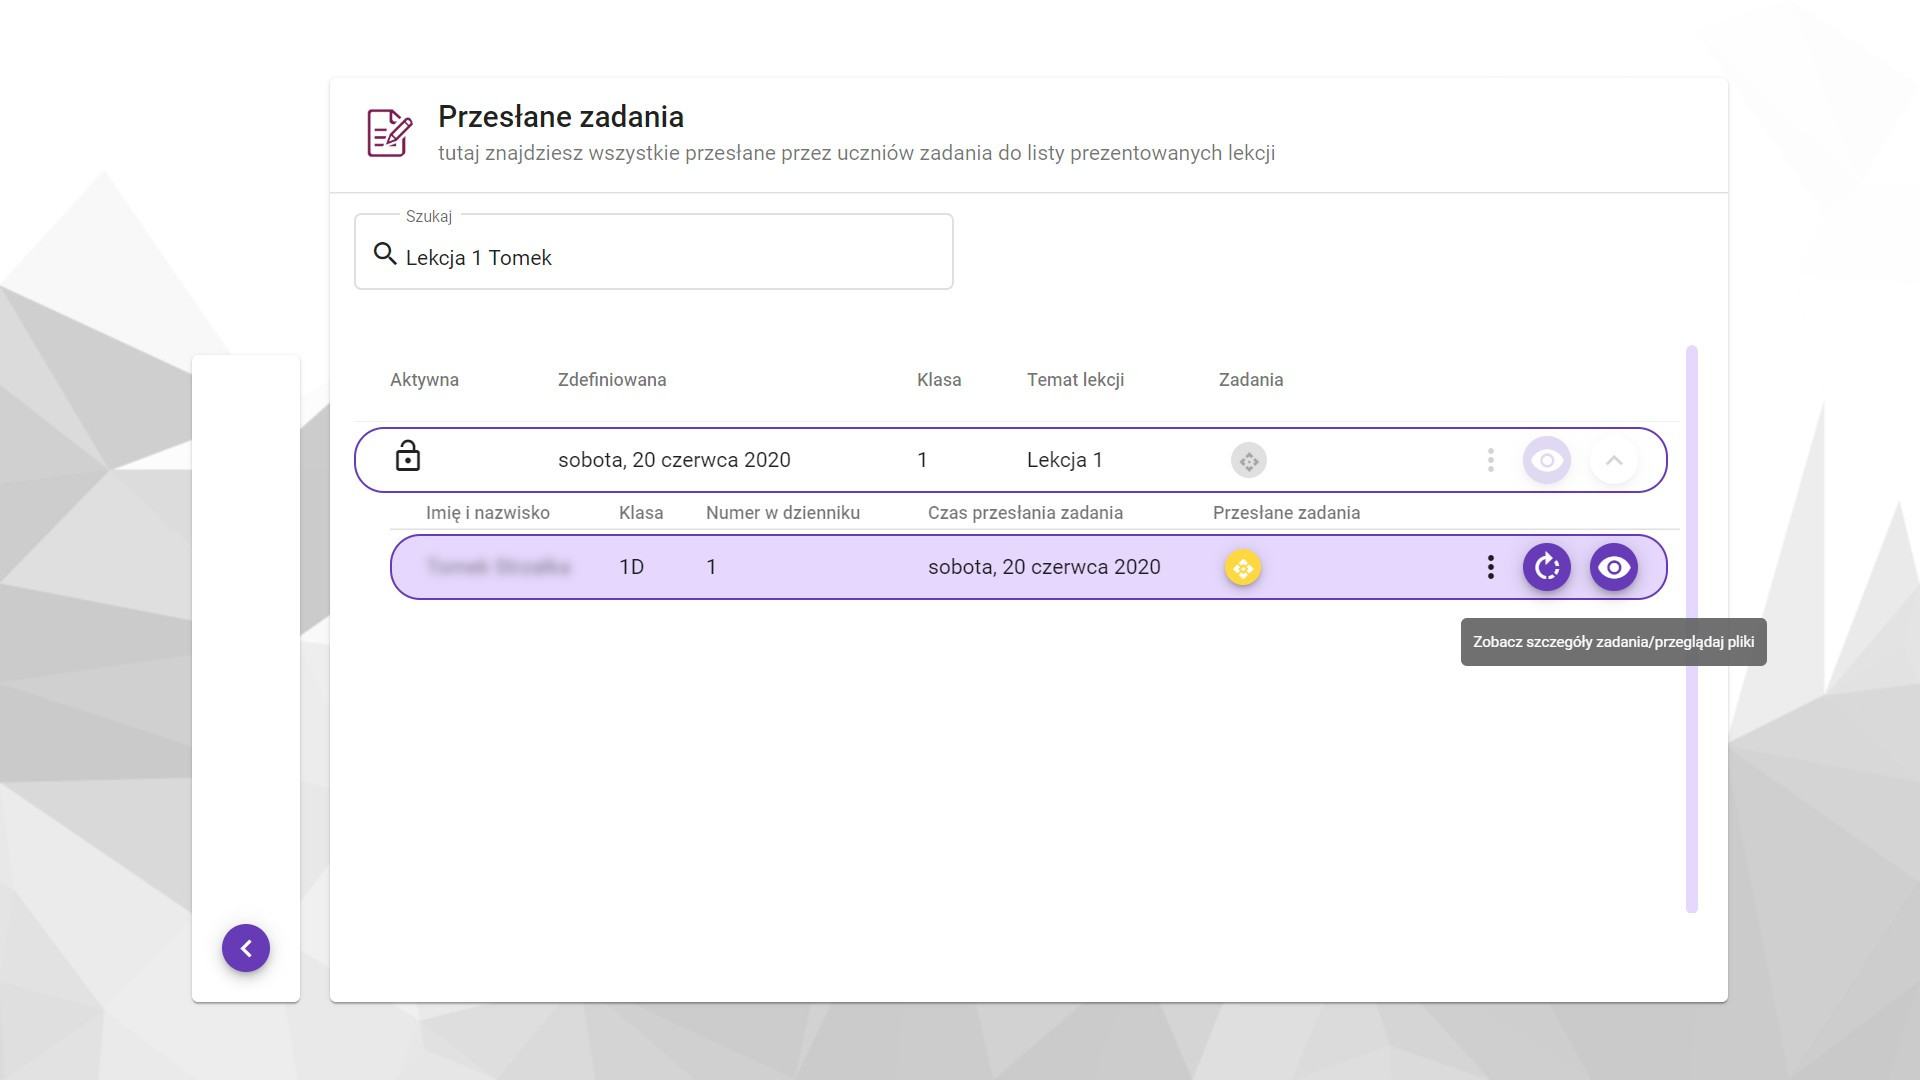 Przesłane zadania
tutaj znajdziesz wszystkie przesłane przez uczniów zadania do listy prezentowanych lekcji
Szukaj
Lekcja 1 Tomek
Aktywna Zdefiniowana Klasa Temat lekcji Zadania
sobota, 20 czerwca 2020 1 Lekcja 1
Imię i nazwisko Klasa Numer w dzienniku Czas przesłania zadania Przesłane zadania
1D 1 sobota, 20 czerwca 2020
Zobacz szczegóły zadania/przeglądaj pliki